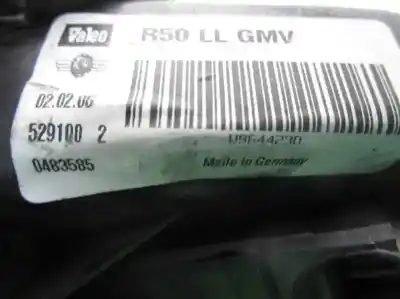 Valeo R50 LL GMV
02.02.06
529100 2
0483585
Made in Germany